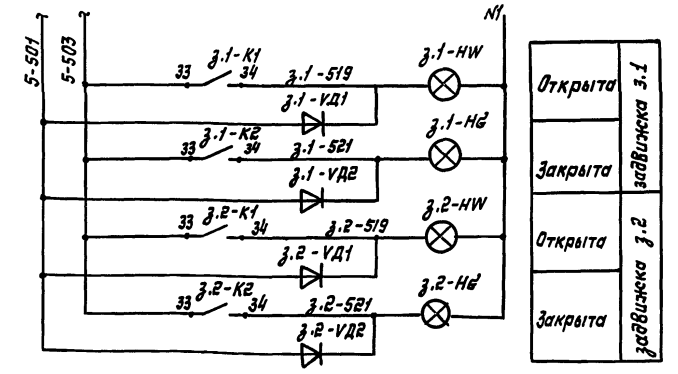 5-501
5-503
N1
33
з.1-К1
34
з.1-519
з.1-HW
з.1-VД1
33
з.1-К2
34
з.1-521
з.1-HG
з.1-VД2
33
з.2-К1
34
з.2-519
з.2-HW
з.2-VД1
33
з.2-К2
34
з.2-521
з.2-HG
з.2-VД2
Открыта
Закрыта
задвижка з.1
Открыта
Закрыта
задвижка з.2